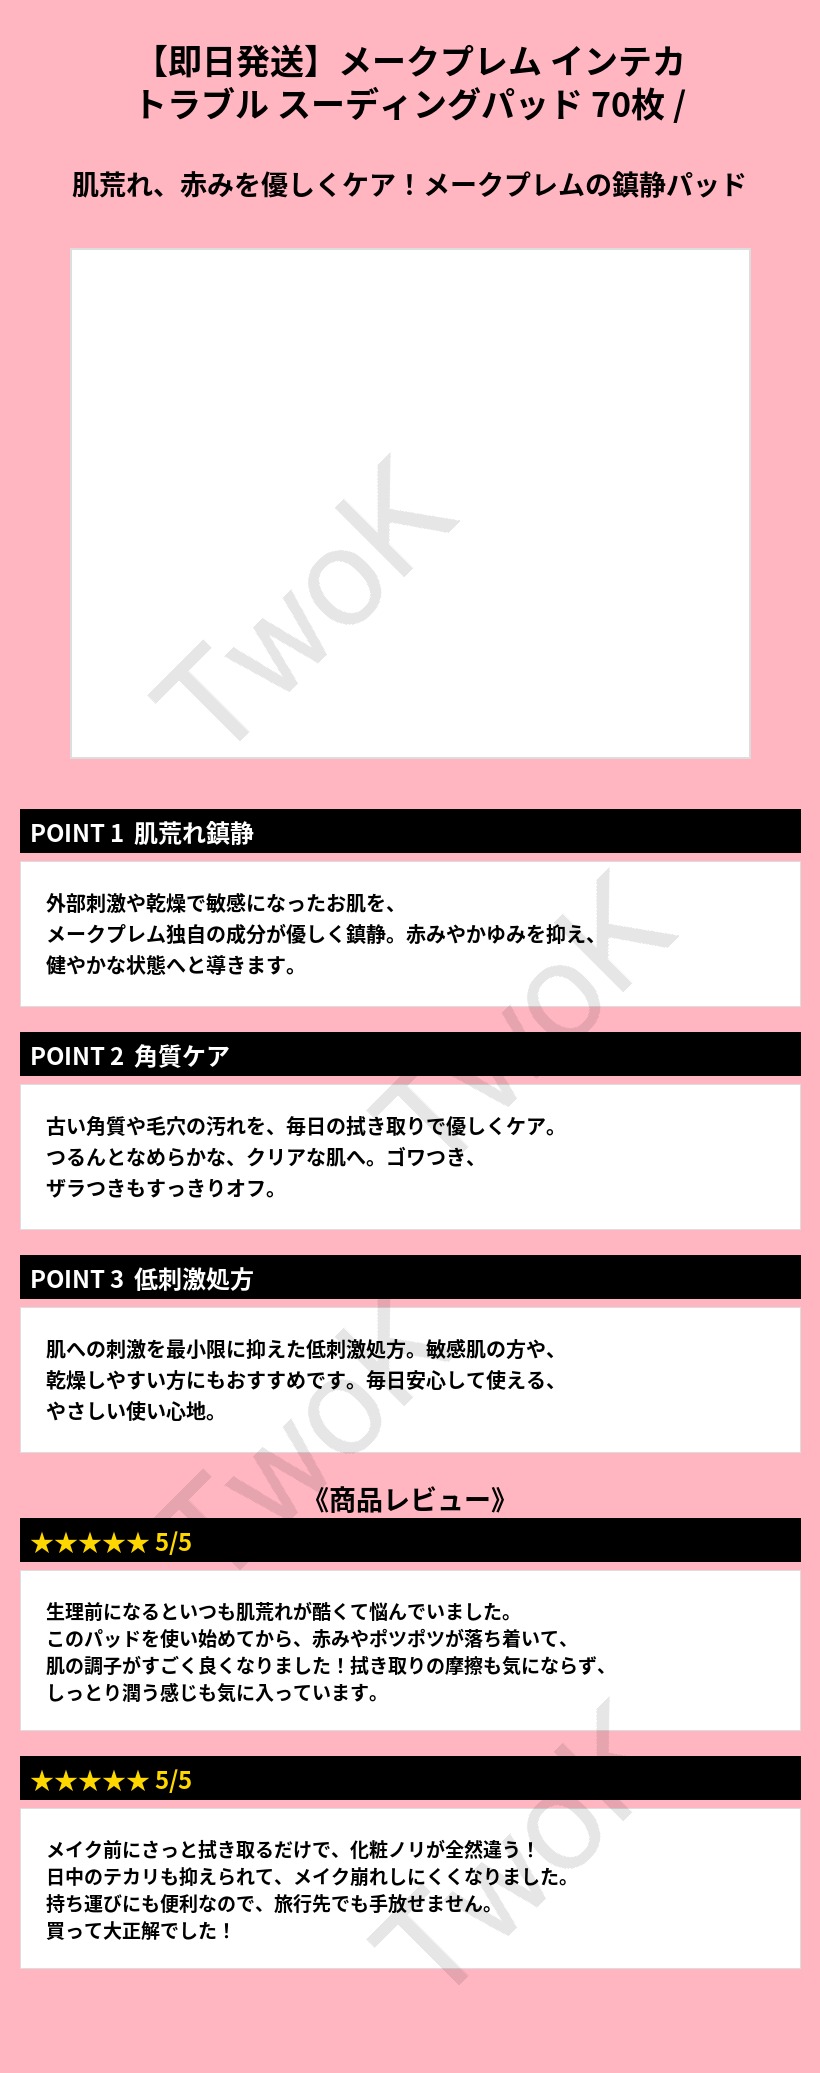 【即日発送】メークプレム インテカ
トラブル スーディングパッド 70枚 /
肌荒れ、赤みを優しくケア！メークプレムの鎮静パッド
TwoK
POINT 1 肌荒れ鎮静
外部刺激や乾燥で敏感になったお肌を、
メークプレム独自の成分が優しく鎮静。赤みやかゆみを抑え、
健やかな状態へと導きます。
TwoK
POINT 2 角質ケア
古い角質や毛穴の汚れを、毎日の拭き取りで優しくケア。
つるんとなめらかな、クリアな肌へ。ゴワつき、
ザラつきもすっきりオフ。
POINT 3 低刺激処方
肌への刺激を最小限に抑えた低刺激処方。敏感肌の方や、
乾燥しやすい方にもおすすめです。毎日安心して使える、
やさしい使い心地。
TwoK
《商品レビュー》
★★★★★ 5/5
生理前になるといつも肌荒れが酷くて悩んでいました。
このパッドを使い始めてから、赤みやポツポツが落ち着いて、
肌の調子がすごく良くなりました！拭き取りの摩擦も気にならず、
しっとり潤う感じも気に入っています。
★★★★★ 5/5
メイク前にさっと拭き取るだけで、化粧ノリが全然違う！
日中のテカリも抑えられて、メイク崩れしにくくなりました。
持ち運びにも便利なので、旅行先でも手放せません。
買って大正解でした！
TwoK